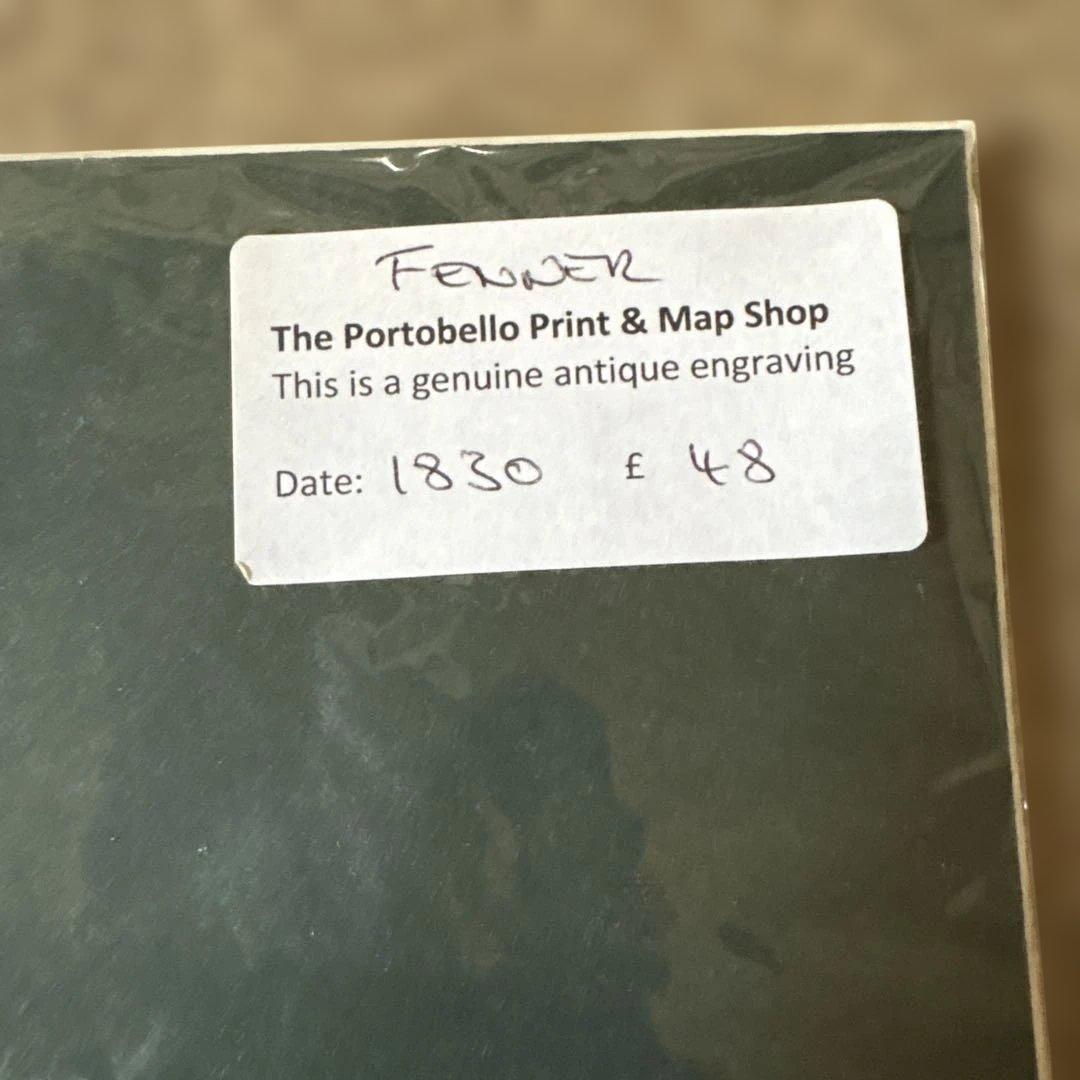 FENNER
The Portobello Print & Map Shop
This is a genuine antique engraving
Date: 1830 £ 48